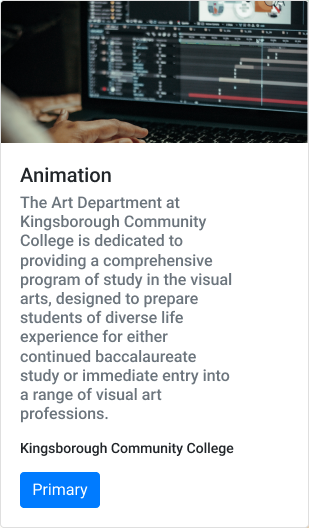 Animation
The Art Department at
Kingsborough Community
College is dedicated to
providing a comprehensive
program of study in the visual
arts, designed to prepare
students of diverse life
experience for either
continued baccalaureate
study or immediate entry into
a range of visual art
professions.
Kingsborough Community College
Primary